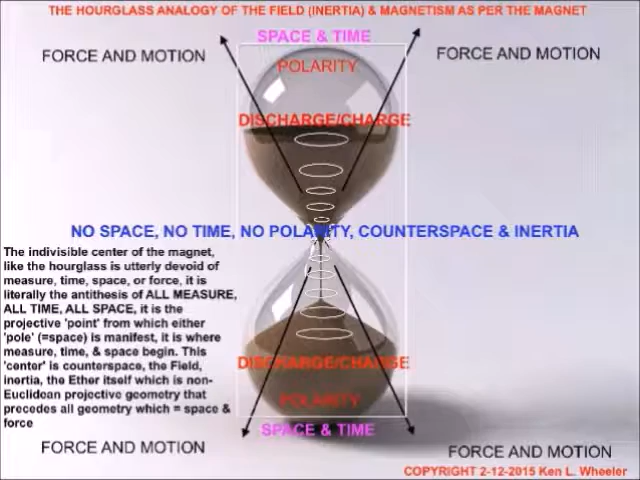 THE HOURGLASS ANALOGY OF THE FIELD (INERTIA) & MAGNETISM AS PER THE MAGNET
SPACE & TIME
FORCE AND MOTION
FORCE AND MOTION
POLARITY
DISCHARGE/CHARGE
NO SPACE, NO TIME, NO POLARITY, COUNTERSPACE & INERTIA
The indivisible center of the magnet,
like the hourglass is utterly devoid of
measure, time, space, or force, it is
literally the antithesis of ALL MEASURE,
ALL TIME, ALL SPACE, it is the
projective 'point' from which either
'pole' (=space) is manifest, it is where
measure, time, & space begin. This
'center' is counterspace, the Field,
inertia, the Ether itself which is non-
Euclidean projective geometry that
precedes all geometry which = space &
force
DISCHARGE/CHARGE
POLARITY
SPACE & TIME
FORCE AND MOTION
FORCE AND MOTION
COPYRIGHT 2-12-2015 Ken L. Wheeler